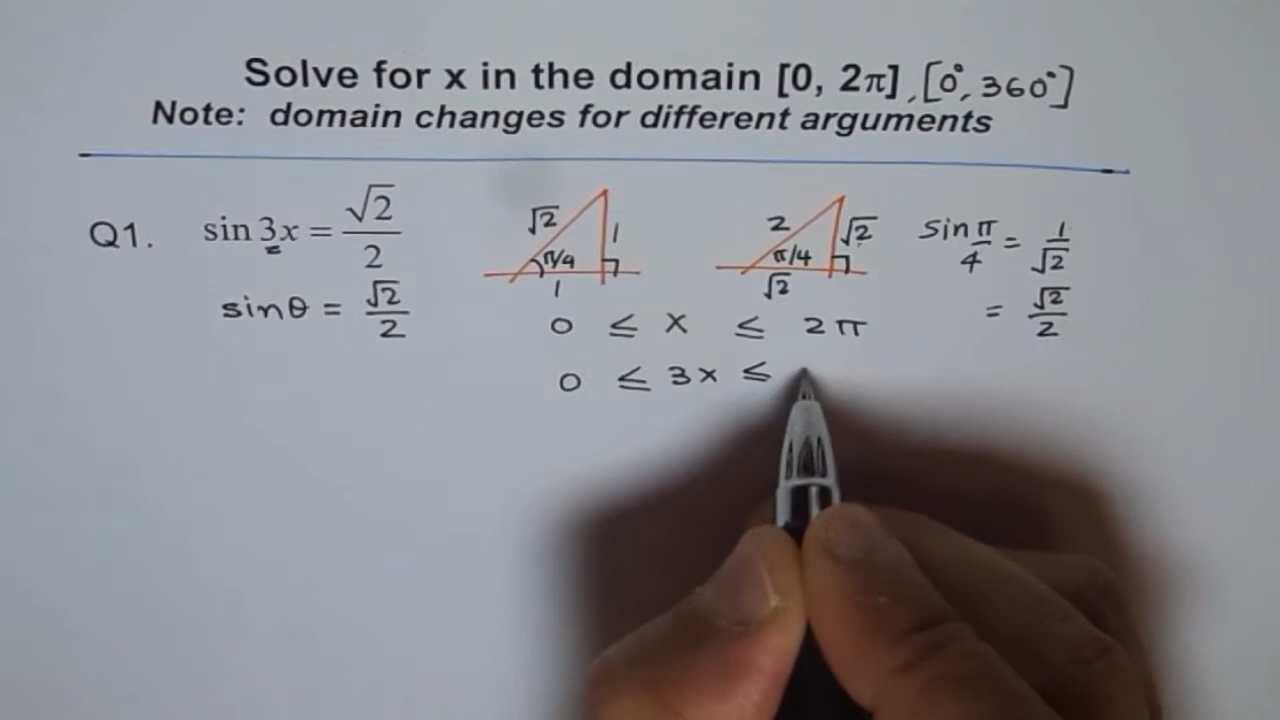 Solve for x in the domain [0, 2π], [0°, 360°]
Note: domain changes for different arguments
Q1. sin 3x = √2/2
√2 1 π/4 1
2 √2 π/4 √2
sin π/4 = 1/√2
= √2/2
sinθ = √2/2
0 ≤ x ≤ 2π
0 ≤ 3x ≤